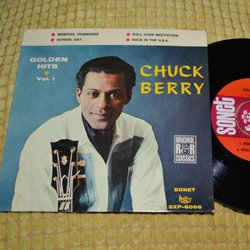 MEMPHIS TENNESSEE
SCHOOL DAY
ROLL OVER BEETHOVEN
BACK IN THE U.S.A.
GOLDEN
HITS
Vol. 1
CHUCK
BERRY
ORIGINAL
R&R
CLASSICS
SONET
SXP-6066
SONET